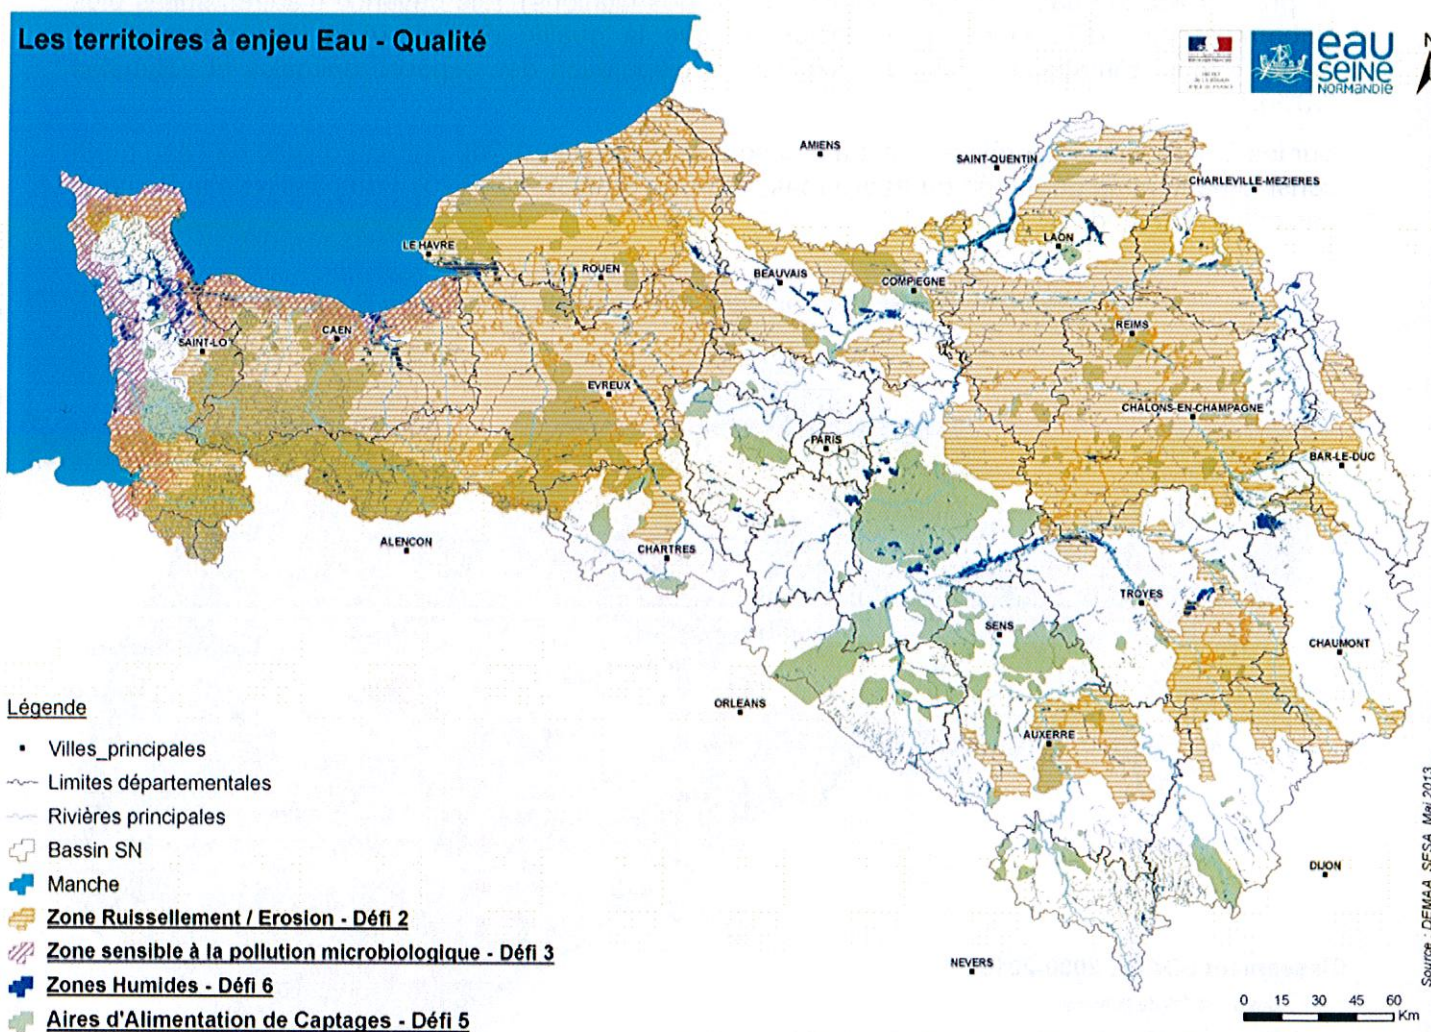 Les territoires à enjeu Eau - Qualité
eau
SEINE
NORMANDIE
N
AMIENS
SAINT-QUENTIN
CHARLEVILLE-MEZIERES
LAON
LE HAVRE
ROUEN
BEAUVAIS
COMPIEGNE
REIMS
CAEN
SAINT-LO
EVREUX
CHALONS-EN-CHAMPAGNE
PARIS
BAR-LE-DUC
ALENCON
CHARTRES
TROYES
SENS
CHAUMONT
ORLEANS
AUXERRE
DIJON
NEVERS
Légende
Villes_principales
Limites départementales
Rivières principales
Bassin SN
Manche
Zone Ruissellement / Erosion - Défi 2
Zone sensible à la pollution microbiologique - Défi 3
Zones Humides - Défi 6
Aires d'Alimentation de Captages - Défi 5
0 15 30 45 60
Km
Source : DEMAA_SESA_Mai 2013